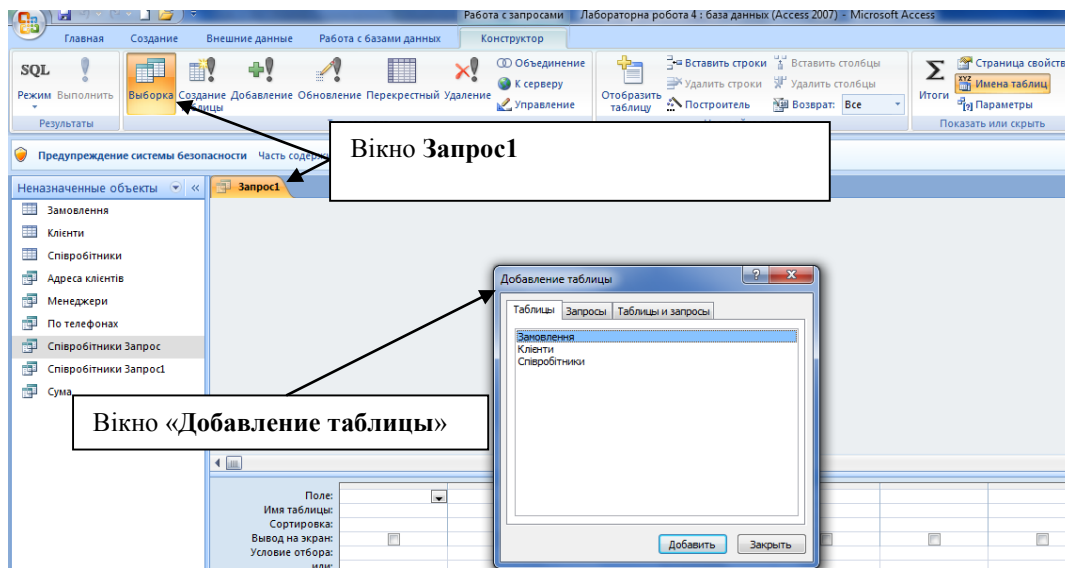 Работа с запросами Лабораторна робота 4 : база данных (Access 2007) - Microsoft Access
Главная Создание Внешние данные Работа с базами данных Конструктор
SQL
Режим Выполнить
Выборка Создание Добавление Обновление Перекрестный Удаление
Объединение
К серверу
Управление
Отобразить таблицу
Вставить строки
Удалить строки
Построитель
Вставить столбцы
Удалить столбцы
Возврат: Все
Итоги
Страница свойств
Имена таблиц
Параметры
Результаты
Показать или скрыть
Предупреждение системы безопасности Часть
Вікно Запрос1
Неназначенные объекты
Запрос1
Замовлення
Клієнти
Співробітники
Адреса клієнтів
Менеджери
По телефонах
Співробітники Запрос
Співробітники Запрос1
Сума
Добавление таблицы
Таблицы Запросы Таблицы и запросы
Замовлення
Клієнти
Співробітники
Вікно «Добавление таблицы»
Добавить Закрыть
Поле:
Имя таблицы:
Сортировка:
Вывод на экран:
Условие отбора:
или: